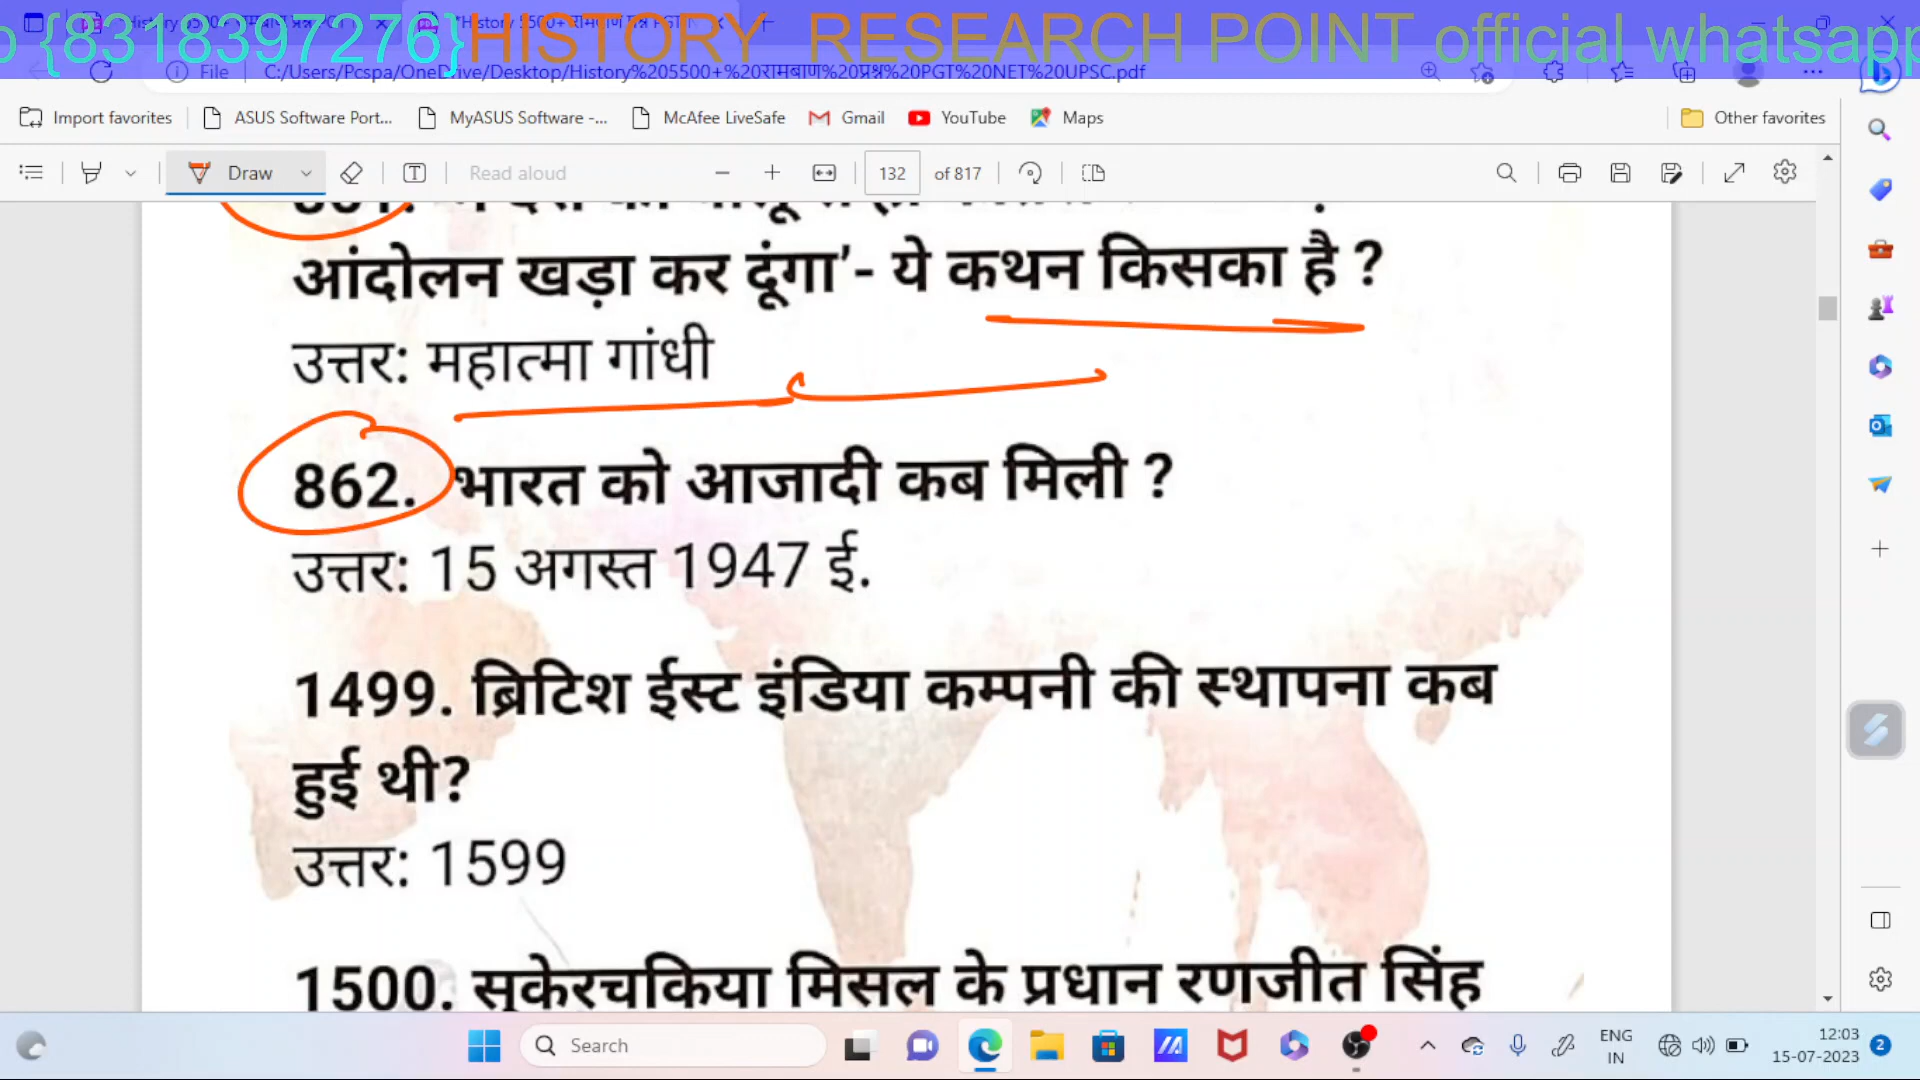 {8318397276}HISTORY RESEARCH POINT official whatsapp
File C:/Users/Pcspa/OneDrive/Desktop/History%205500+%20रामबाण%20प्रश्न%20PGT%20NET%20UPSC.pdf
Import favorites ASUS Software Port... MyASUS Software -... McAfee LiveSafe Gmail YouTube Maps Other favorites
Draw Read aloud 132 of 817
आंदोलन खड़ा कर दूंगा’- ये कथन किसका है ?
उत्तर: महात्मा गांधी
862. भारत को आजादी कब मिली ?
उत्तर: 15 अगस्त 1947 ई.
1499. ब्रिटिश ईस्ट इंडिया कम्पनी की स्थापना कब
हुई थी?
उत्तर: 1599
1500. सुकेरचकिया मिसल के प्रधान रणजीत सिंह
Search
ENG
IN
12:03
15-07-2023
2